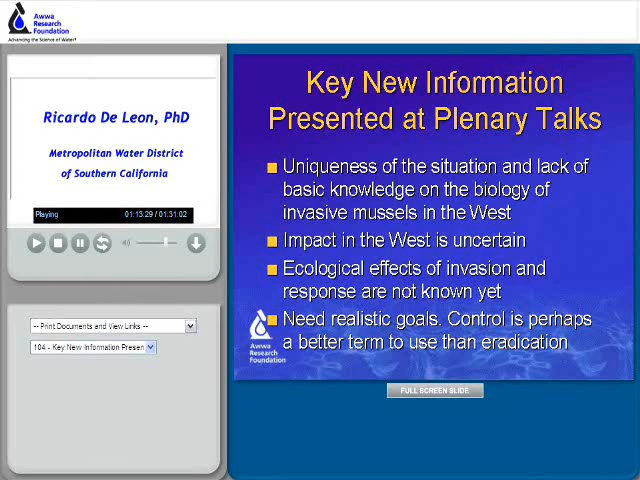 Awwa
Research
Foundation
Advancing the Science of Water®
Ricardo De Leon, PhD
Metropolitan Water District
of Southern California
Playing 01:13:29 / 01:31:02
-- Print Documents and View Links --
104 - Key New Information Presen
Key New Information
Presented at Plenary Talks
Uniqueness of the situation and lack of
basic knowledge on the biology of
invasive mussels in the West
Impact in the West is uncertain
Ecological effects of invasion and
response are not known yet
Need realistic goals. Control is perhaps
a better term to use than eradication
Awwa
Research
Foundation
FULL SCREEN SLIDE